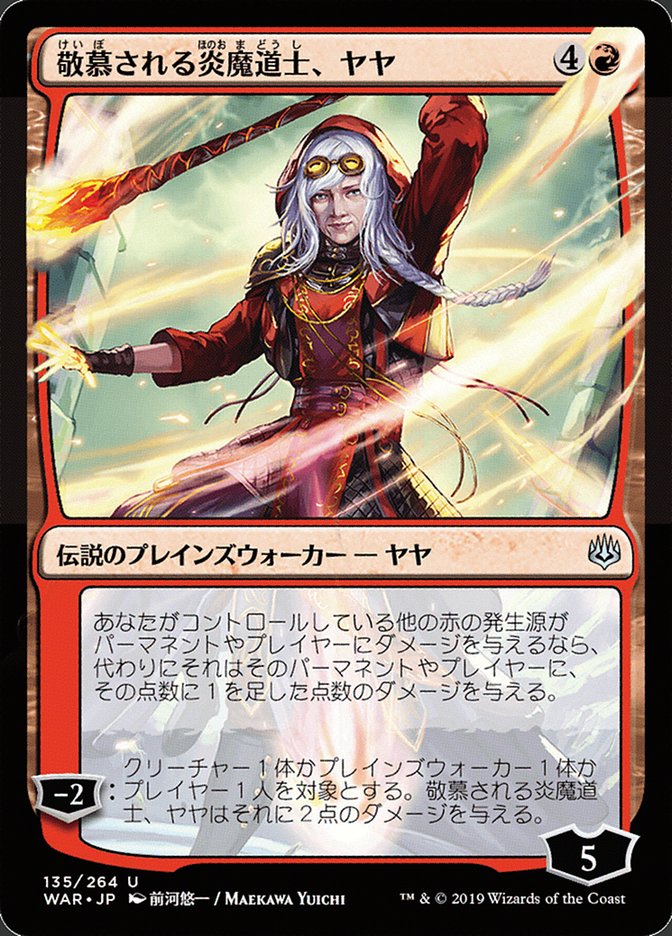 けいぼ ほのおまどうし
敬慕される炎魔道士、ヤヤ 4
伝説のプレインズウォーカー — ヤヤ
あなたがコントロールしている他の赤の発生源が
パーマネントやプレイヤーにダメージを与えるなら、
代わりにそれはそのパーマネントやプレイヤーに、
その点数に1を足した点数のダメージを与える。
クリーチャー1体かプレインズウォーカー1体か
-2 : プレイヤー1人を対象とする。敬慕される炎魔道
士、ヤヤはそれに2点のダメージを与える。
5
135/264 U
WAR • JP 前河悠一 / Maekawa Yuichi ™ & © 2019 Wizards of the Coast